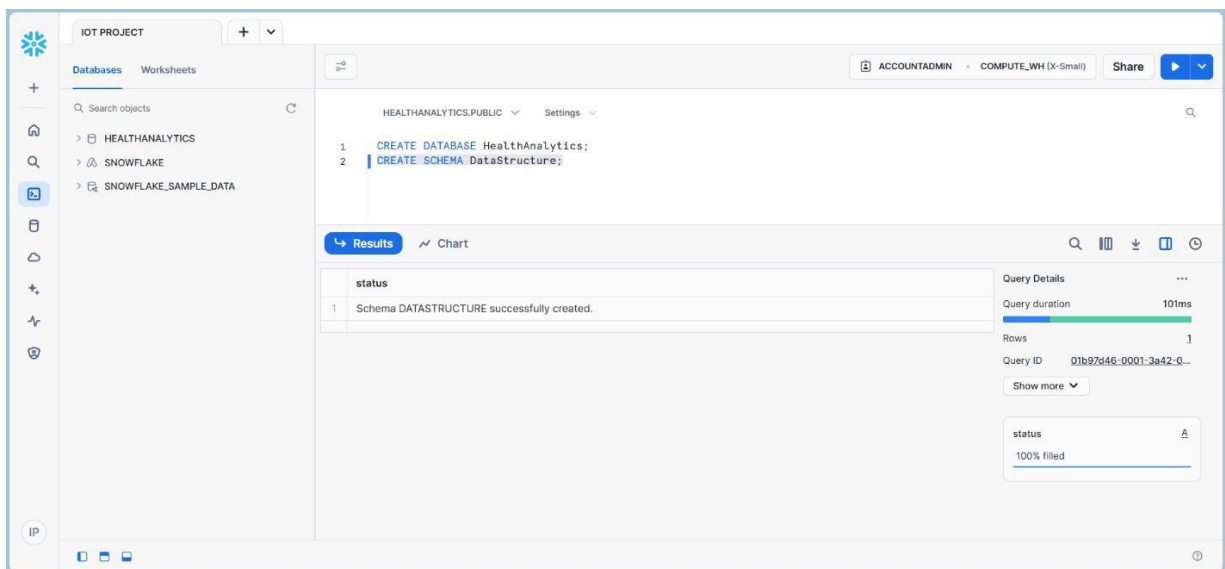 IOT PROJECT
Databases Worksheets
ACCOUNTADMIN COMPUTE_WH (X-Small) Share
Search objects
HEALTHANALYTICS
SNOWFLAKE
SNOWFLAKE_SAMPLE_DATA
HEALTHANALYTICS.PUBLIC Settings
1 CREATE DATABASE HealthAnalytics;
2 CREATE SCHEMA DataStructure;
Results Chart
status
1 Schema DATASTRUCTURE successfully created.
Query Details ...
Query duration 101ms
Rows 1
Query ID 01b97d46-0001-3a42-0...
Show more
status A
100% filled
IP